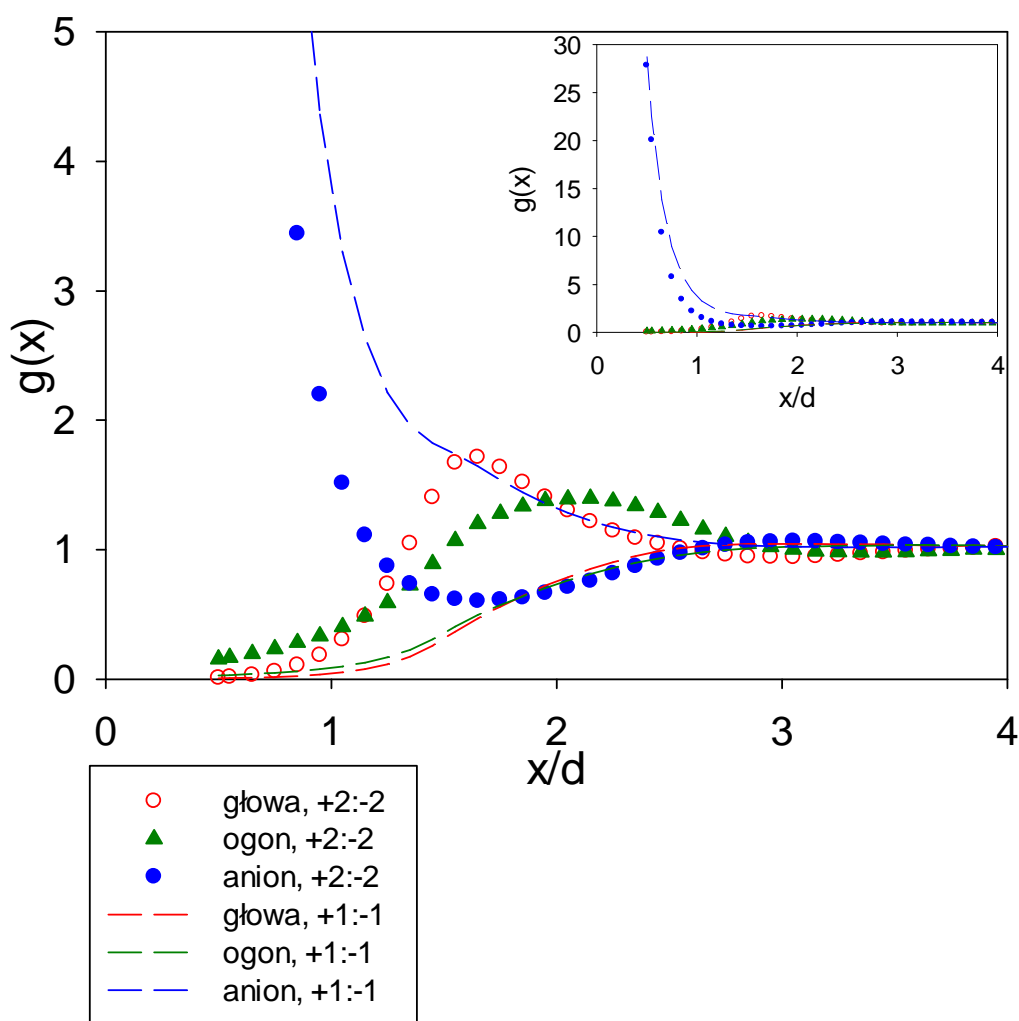 5
4
3
2
1
0
g(x)
0 1 2 3 4
x/d
30
25
20
15
10
5
0
g(x)
0 1 2 3 4
x/d
głowa, +2:-2
ogon, +2:-2
anion, +2:-2
głowa, +1:-1
ogon, +1:-1
anion, +1:-1